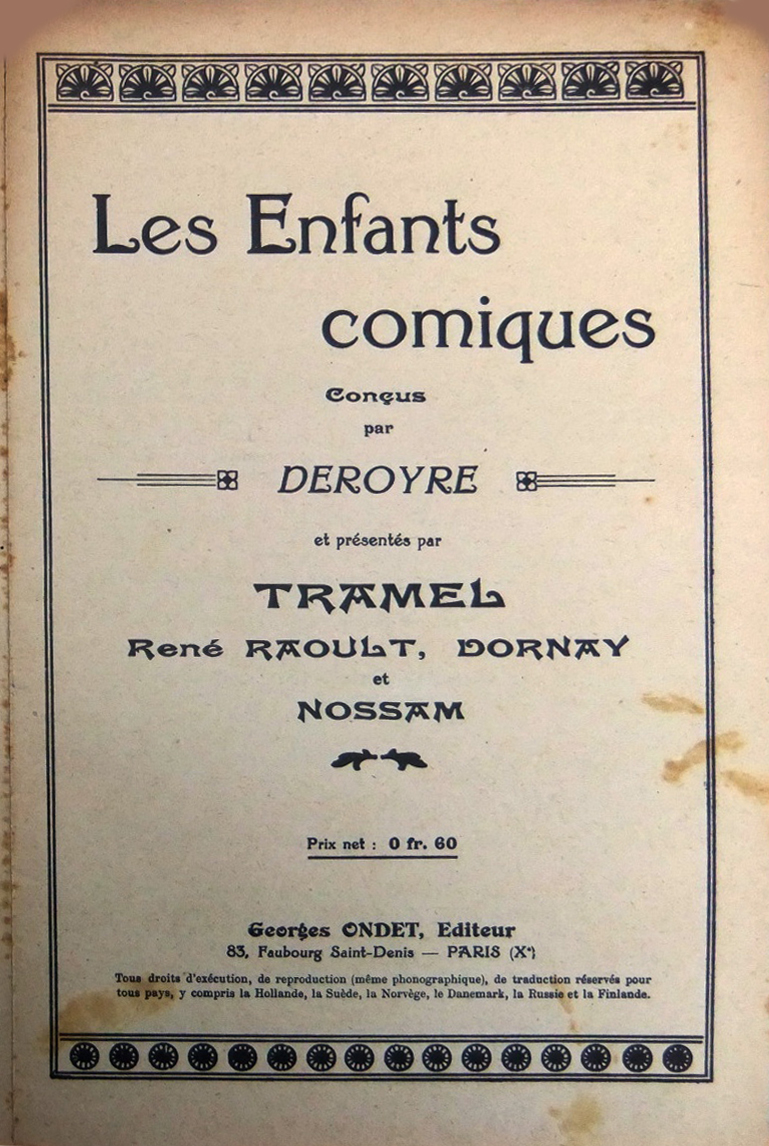 Les Enfants
comiques
Conçus
par
DEROYRE
et présentés par
TRAMEL
René RAOULT, DORNAY
et
NOSSAM
Prix net : 0 fr. 60
Georges ONDET, Editeur
83, Faubourg Saint-Denis — PARIS (Xᵉ)
Tous droits d'exécution, de reproduction (même phonographique), de traduction réservés pour
tous pays, y compris la Hollande, la Suède, la Norvège, le Danemark, la Russie et la Finlande.